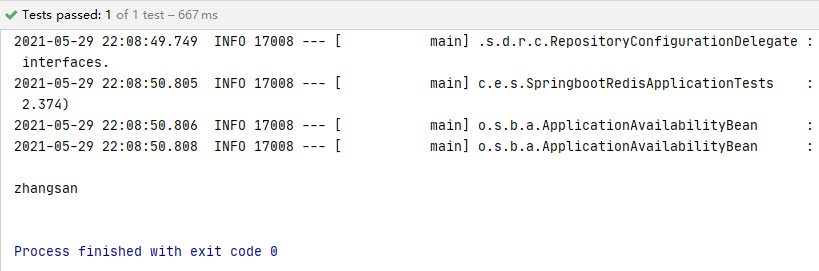 Tests passed: 1 of 1 test – 667 ms
2021-05-29 22:08:49.749  INFO 17008 --- [           main] .s.d.r.c.RepositoryConfigurationDelegate :
 interfaces.
2021-05-29 22:08:50.805  INFO 17008 --- [           main] c.e.s.SpringbootRedisApplicationTests    :
 2.374)
2021-05-29 22:08:50.806  INFO 17008 --- [           main] o.s.b.a.ApplicationAvailabilityBean      :
2021-05-29 22:08:50.808  INFO 17008 --- [           main] o.s.b.a.ApplicationAvailabilityBean      :
zhangsan
Process finished with exit code 0